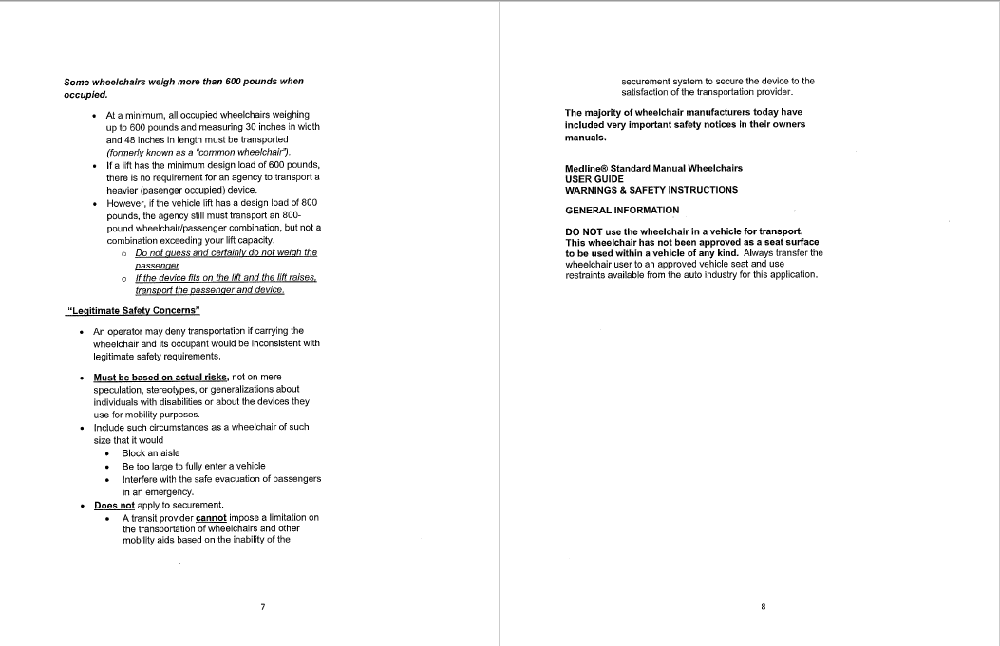 Some wheelchairs weigh more than 600 pounds when
occupied.
• At a minimum, all occupied wheelchairs weighing
up to 600 pounds and measuring 30 inches in width
and 48 inches in length must be transported
(formerly known as a "common wheelchair").
• If a lift has the minimum design load of 600 pounds,
there is no requirement for an agency to transport a
heavier (pasenger occupied) device.
• However, if the vehicle lift has a design load of 800
pounds, the agency still must transport an 800-
pound wheelchair/passenger combination, but not a
combination exceeding your lift capacity.
o Do not guess and certainly do not weigh the
passenger
o If the device fits on the lift and the lift raises,
transport the passenger and device.
"Legitimate Safety Concerns"
• An operator may deny transportation if carrying the
wheelchair and its occupant would be inconsistent with
legitimate safety requirements.
• Must be based on actual risks, not on mere
speculation, stereotypes, or generalizations about
individuals with disabilities or about the devices they
use for mobility purposes.
• Include such circumstances as a wheelchair of such
size that it would
• Block an aisle
• Be too large to fully enter a vehicle
• Interfere with the safe evacuation of passengers
in an emergency.
• Does not apply to securement.
• A transit provider cannot impose a limitation on
the transportation of wheelchairs and other
mobility aids based on the inability of the
7
securement system to secure the device to the
satisfaction of the transportation provider.
The majority of wheelchair manufacturers today have
included very important safety notices in their owners
manuals.
Medline® Standard Manual Wheelchairs
USER GUIDE
WARNINGS & SAFETY INSTRUCTIONS
GENERAL INFORMATION
DO NOT use the wheelchair in a vehicle for transport.
This wheelchair has not been approved as a seat surface
to be used within a vehicle of any kind. Always transfer the
wheelchair user to an approved vehicle seat and use
restraints available from the auto industry for this application.
8